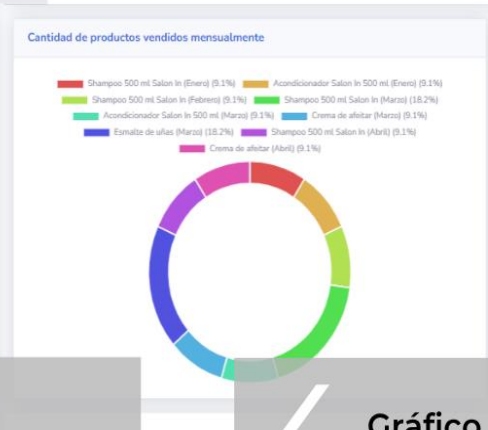 Cantidad de productos vendidos mensualmente
Shampoo 500 ml Salon In (Enero) (9.1%) Acondicionador Salon In 500 ml (Enero) (9.1%)
Shampoo 500 ml Salon In (Febrero) (9.1%) Shampoo 500 ml Salon In (Marzo) (18.2%)
Acondicionador Salon In 500 ml (Marzo) (9.1%) Crema de afeitar (Marzo) (9.1%)
Esmalte de uñas (Marzo) (18.2%) Shampoo 500 ml Salon In (Abril) (9.1%)
Crema de afeitar (Abril) (9.1%)
Gráfico